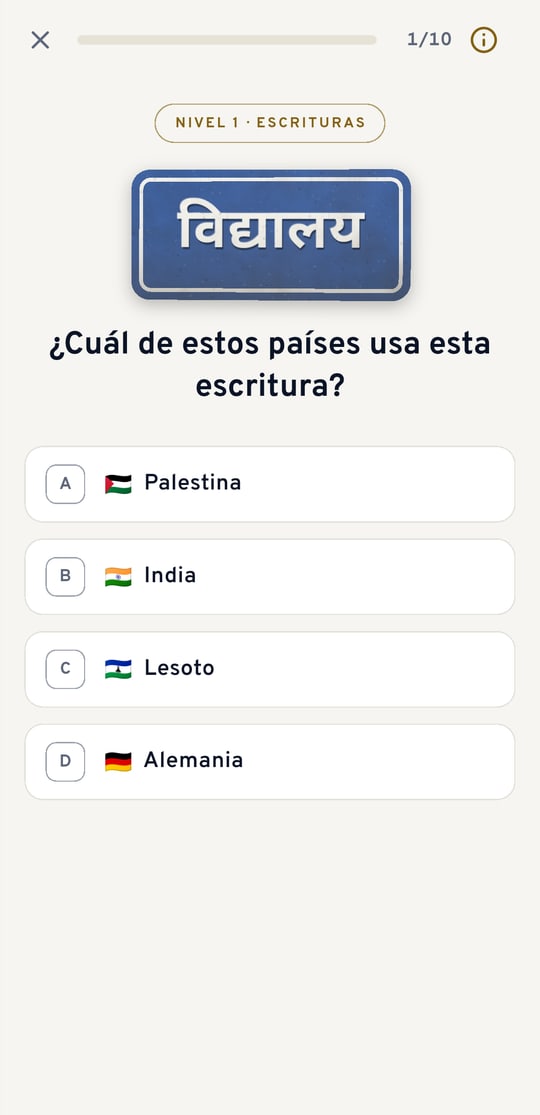 1/10
NIVEL 1 · ESCRITURAS
विद्यालय
¿Cuál de estos países usa esta
escritura?
A Palestina
B India
C Lesoto
D Alemania